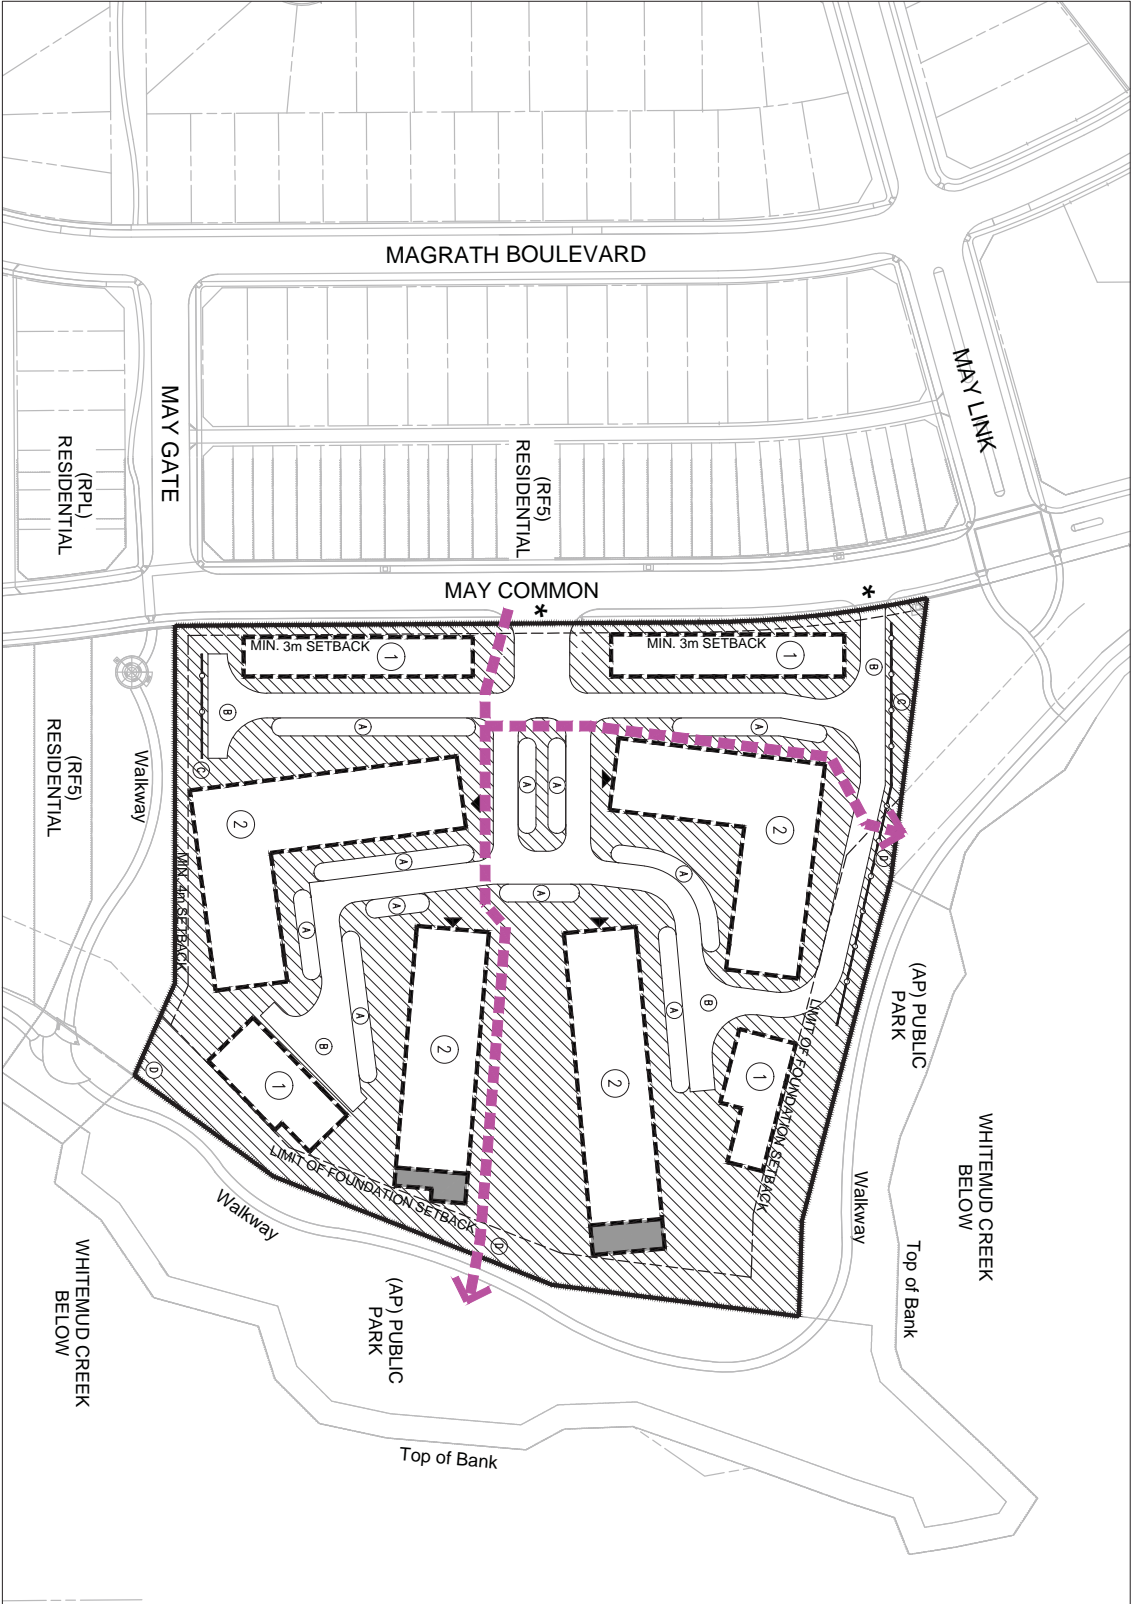 MAGRATH BOULEVARD
MAY LINK
MAY GATE
(RPL)
RESIDENTIAL
(RF5)
RESIDENTIAL
MAY COMMON
*
*
MIN. 3m SETBACK
1
MIN. 3m SETBACK
1
B
C
B
A
A
C
A
A
2
2
(RF5)
RESIDENTIAL
Walkway
MIN. 4m SETBACK
A
A
A
A
A
D
A
A
B
B
2
2
1
1
D
D
LIMIT OF FOUNDATION SETBACK
LIMIT OF FOUNDATION SETBACK
(AP) PUBLIC
PARK
WHITEMUD CREEK
BELOW
Walkway
Walkway
Top of Bank
(AP) PUBLIC
PARK
WHITEMUD CREEK
BELOW
Top of Bank